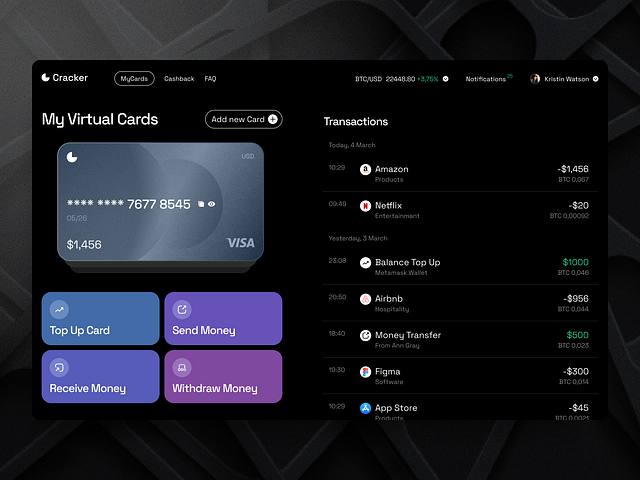 Cracker
MyCards Cashback FAQ
BTC/USD 22448.80 +3,75%
Notifications 25
Kristin Watson
My Virtual Cards
Add new Card
USD
**** **** 7677 8545
05/26
$1,456
VISA
Top Up Card
Send Money
Receive Money
Withdraw Money
Transactions
Today, 4 March
10:29 Amazon -$1,456
Products BTC 0,067
09:49 Netflix -$20
Entertainmant BTC 0,00092
Yesterday, 3 March
23:08 Balance Top Up $1000
Metamask Wallet BTC 0,046
20:50 Airbnb -$956
Hospitality BTC 0,044
18:40 Money Transfer $500
From Ann Gray BTC 0,023
19:30 Figma -$300
Software BTC 0,014
10:29 App Store -$45
Products BTC 0,0021